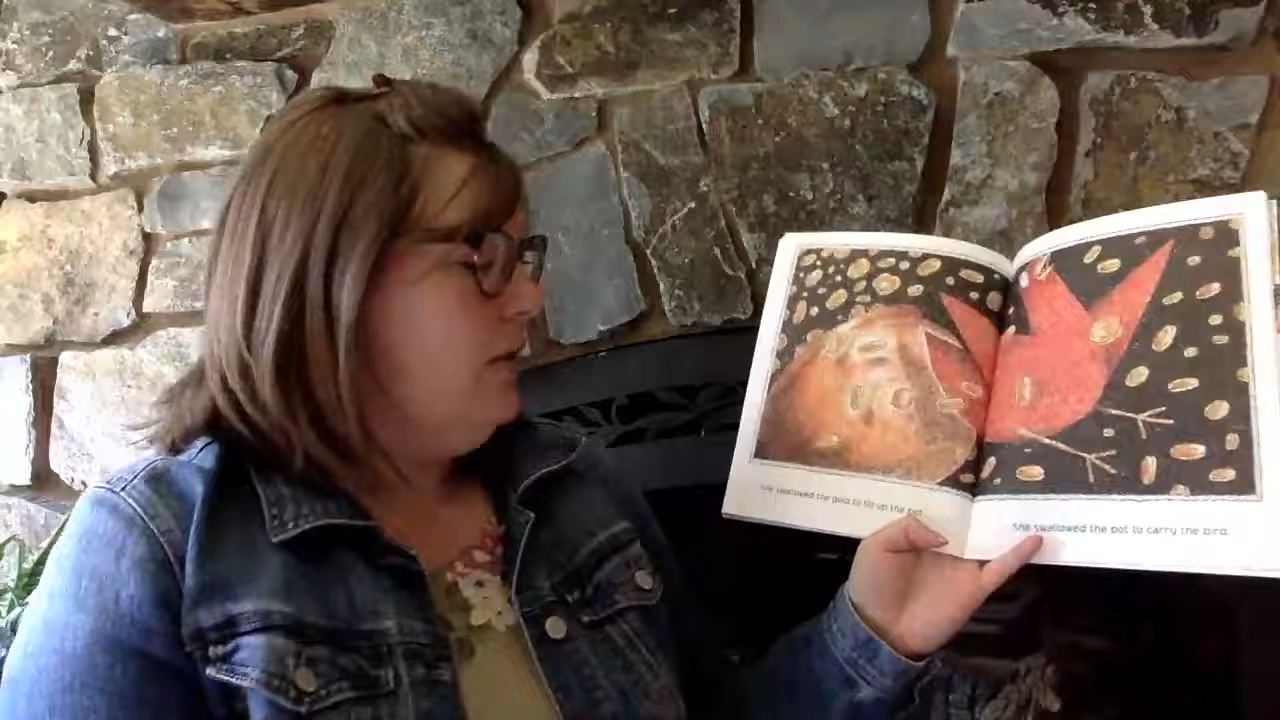 She swallowed the gold to fill up the pot.
She swallowed the pot to carry the bird.